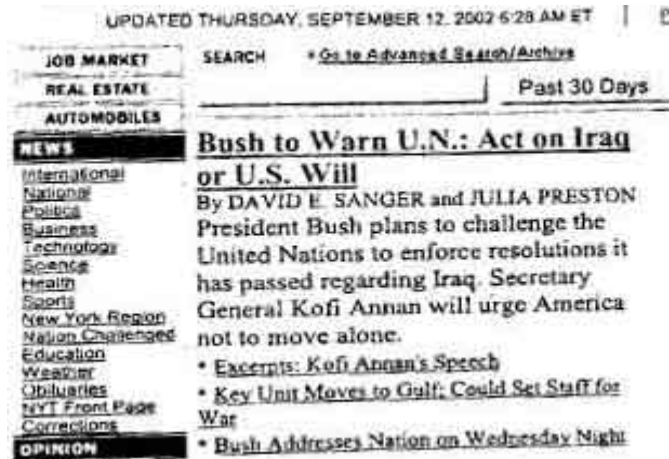 UPDATED THURSDAY, SEPTEMBER 12, 2002 6:28 AM ET
JOB MARKET
REAL ESTATE
AUTOMOBILES
NEWS
International
National
Politics
Business
Technology
Science
Health
Sports
New York Region
Nation Challenged
Education
Weather
Obituaries
NYT Front Page
Corrections
OPINION
SEARCH • Go to Advanced Search/Archive
Past 30 Days
Bush to Warn U.N.: Act on Iraq
or U.S. Will
By DAVID E. SANGER and JULIA PRESTON
President Bush plans to challenge the
United Nations to enforce resolutions it
has passed regarding Iraq. Secretary
General Kofi Annan will urge America
not to move alone.
• Excerpts: Kofi Annan's Speech
• Key Unit Moves to Gulf; Could Set Staff for
War
• Bush Addresses Nation on Wednesday Night